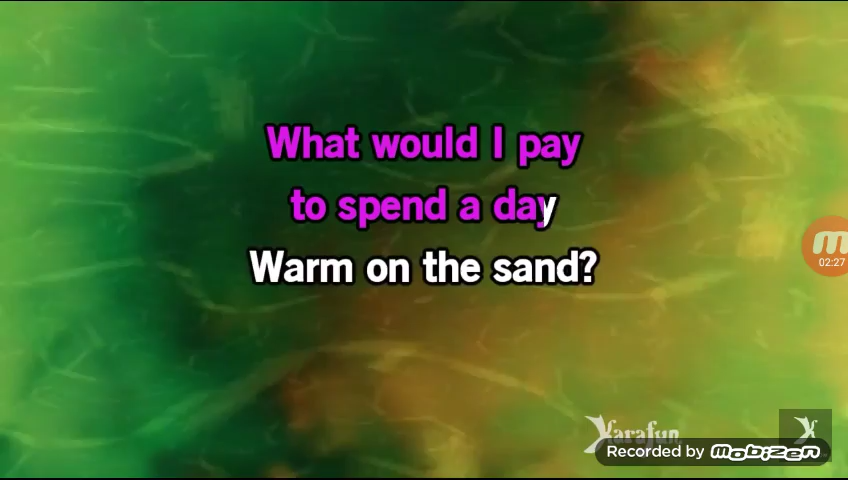 What would I pay
to spend a day
Warm on the sand?
02:27
Karafun
Recorded by Mobizen